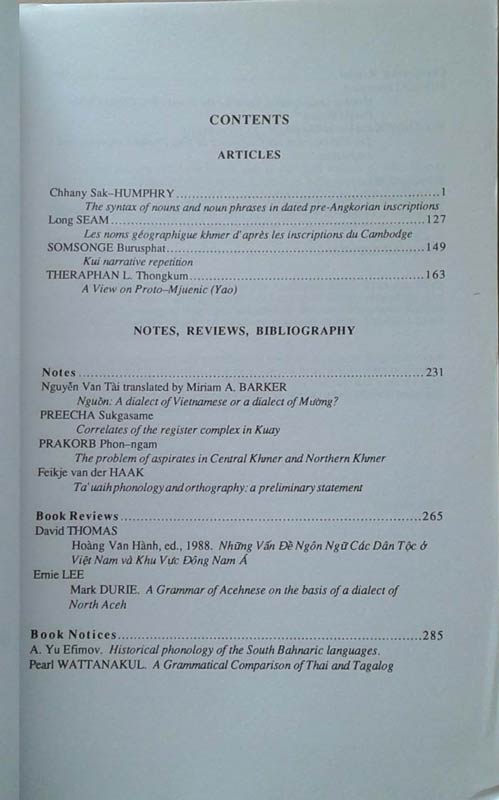 CONTENTS
ARTICLES
Chhany Sak–HUMPHRY ........................................................ 1
The syntax of nouns and noun phrases in dated pre-Angkorian inscriptions
Long SEAM ........................................................ 127
Les noms géographigue khmer d'après les inscriptions du Cambodge
SOMSONGE Burusphat ........................................................ 149
Kui narrative repetition
THERAPHAN L. Thongkum ........................................................ 163
A View on Proto–Mjuenic (Yao)
NOTES, REVIEWS, BIBLIOGRAPHY
Notes ........................................................ 231
Nguyễn Văn Tài translated by Miriam A. BARKER
Nguồn: A dialect of Vietnamese or a dialect of Mường?
PREECHA Sukgasame
Correlates of the register complex in Kuay
PRAKORB Phon–ngam
The problem of aspirates in Central Khmer and Northern Khmer
Feikje van der HAAK
Ta'uaih phonology and orthography: a preliminary statement
Book Reviews ........................................................ 265
David THOMAS
Hoàng Văn Hành, ed., 1988. Những Vấn Đề Ngôn Ngữ Các Dân Tộc ở
Việt Nam và Khu Vực Đông Nam Á
Ernie LEE
Mark DURIE. A Grammar of Acehnese on the basis of a dialect of
North Aceh
Book Notices ........................................................ 285
A. Yu Efimov. Historical phonology of the South Bahnaric languages.
Pearl WATTANAKUL. A Grammatical Comparison of Thai and Tagalog